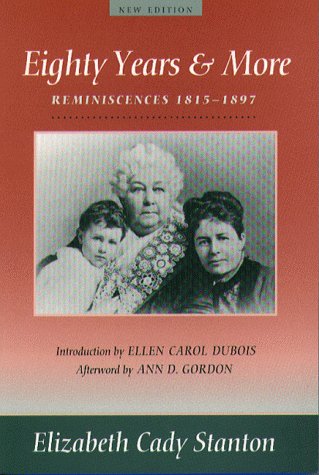 NEW EDITION
Eighty Years & More
REMINISCENCES 1815–1897
Introduction by ELLEN CAROL DUBOIS
Afterword by ANN D. GORDON
Elizabeth Cady Stanton